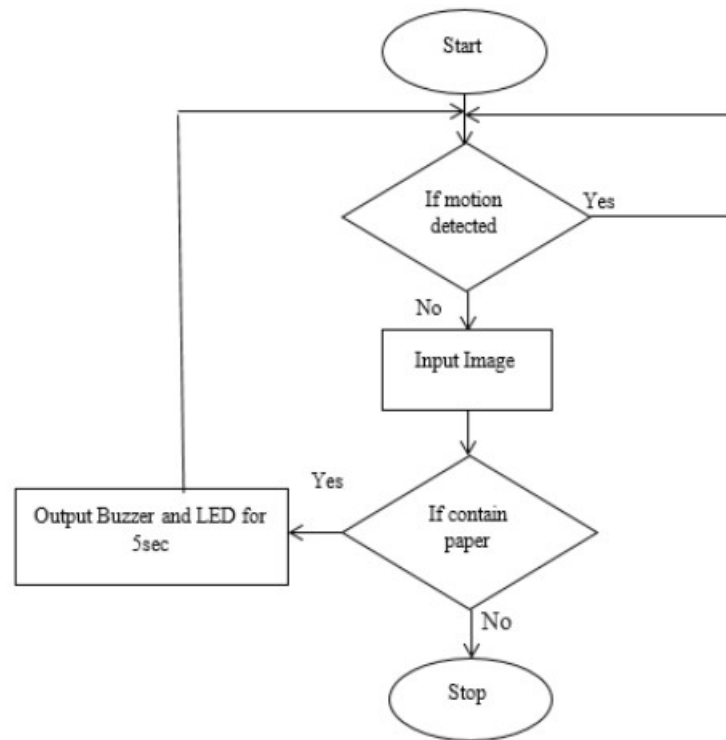 Start
If motion
detected
Yes
No
Input Image
Yes
Output Buzzer and LED for
5sec
If contain
paper
No
Stop